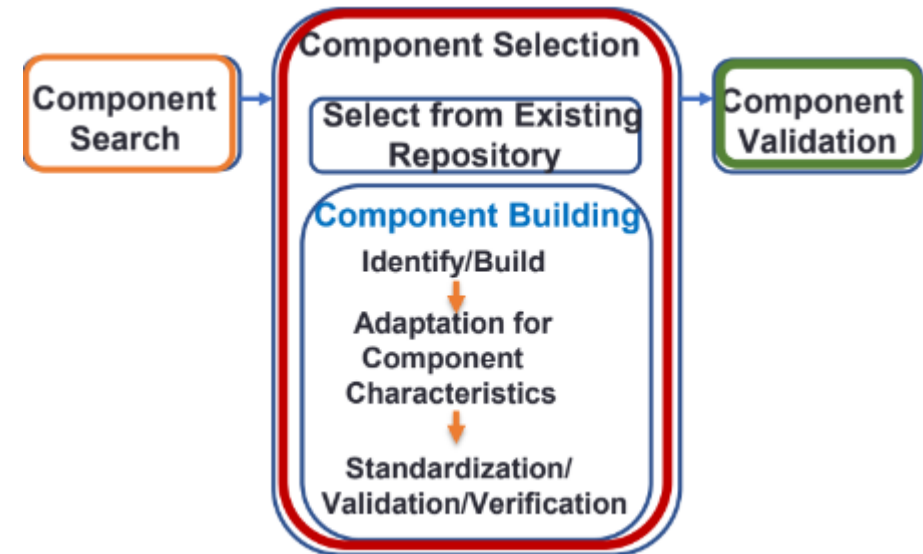 Component
Search
Component Selection
Select from Existing
Repository
Component Building
Identify/Build
Adaptation for
Component
Characteristics
Standardization/
Validation/Verification
Component
Validation